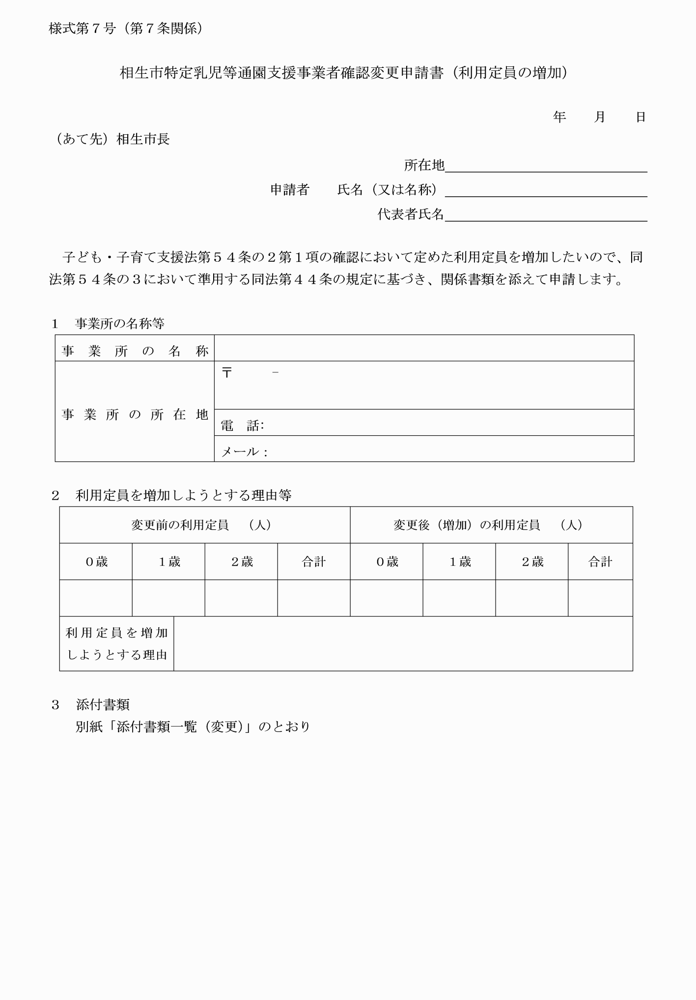 様式第７号（第７条関係）
相生市特定乳児等通園支援事業者確認変更申請書（利用定員の増加）
年　　月　　日
（あて先）相生市長
所在地
申請者　　氏名（又は名称）
代表者氏名
子ども・子育て支援法第５４条の２第１項の確認において定めた利用定員を増加したいので、同
法第５４条の３において準用する同法第４４条の規定に基づき、関係書類を添えて申請します。
１　事業所の名称等
事業所の名称
〒　　　－
事業所の所在地
電　話：
メール：
２　利用定員を増加しようとする理由等
変更前の利用定員　（人）　変更後（増加）の利用定員　（人）
０歳　１歳　２歳　合計　０歳　１歳　２歳　合計
利用定員を増加
しようとする理由
３　添付書類
別紙「添付書類一覧（変更）」のとおり